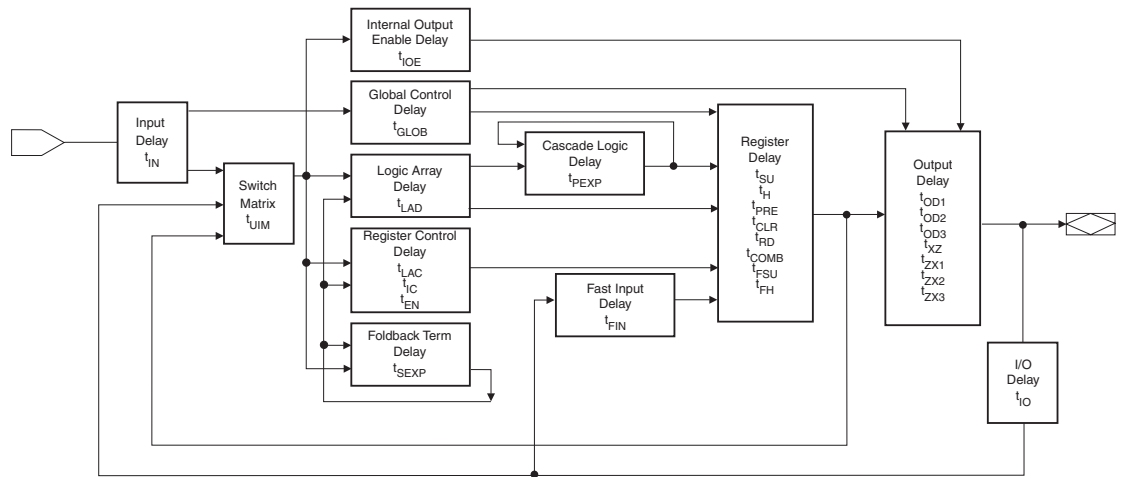 Internal Output
Enable Delay
tIOE
Global Control
Delay
tGLOB
Input
Delay
tIN
Switch
Matrix
tUIM
Logic Array
Delay
tLAD
Cascade Logic
Delay
tPEXP
Register Control
Delay
tLAC
tIC
tEN
Foldback Term
Delay
tSEXP
Fast Input
Delay
tFIN
Register
Delay
tSU
tH
tPRE
tCLR
tRD
tCOMB
tFSU
tFH
Output
Delay
tOD1
tOD2
tOD3
tXZ
tZX1
tZX2
tZX3
I/O
Delay
tIO